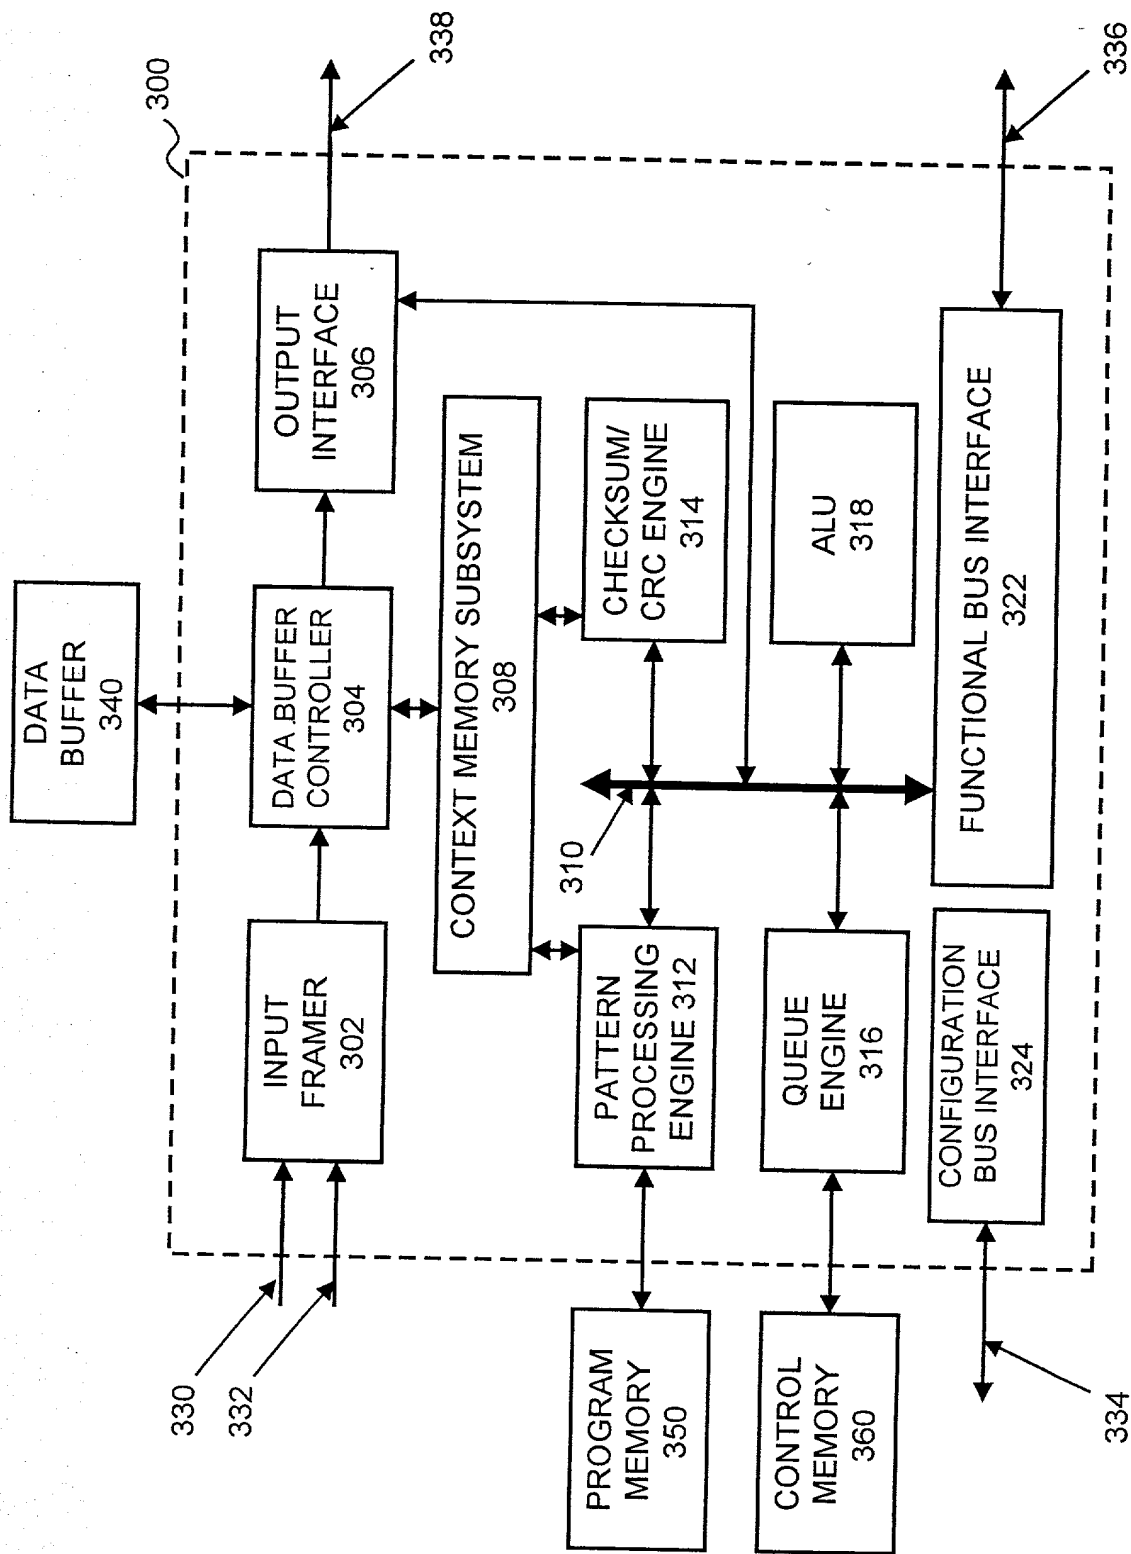 300
DATA
BUFFER
340
338
INPUT
FRAMER
302
DATA BUFFER
CONTROLLER
304
OUTPUT
INTERFACE
306
330
332
CONTEXT MEMORY SUBSYSTEM
308
310
PROGRAM
MEMORY
350
PATTERN
PROCESSING
ENGINE 312
CHECKSUM/
CRC ENGINE
314
CONTROL
MEMORY
360
QUEUE
ENGINE
316
ALU
318
CONFIGURATION
BUS INTERFACE
324
FUNCTIONAL BUS INTERFACE
322
334
336